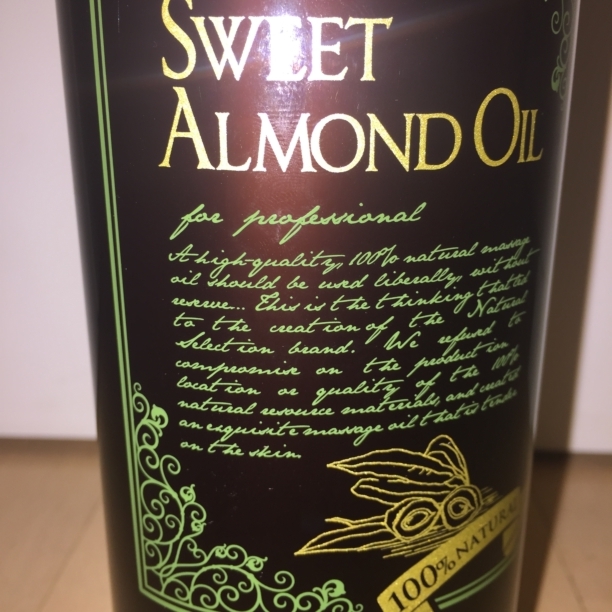 SWEET
ALMOND OIL
for professional
A high-quality, 100% natural massage
oil should be used liberally, without
reserve... This is the thinking that led
to the creation of the Natural
Selection brand. We refused to
compromise on the production
location or quality of the 100%
natural resource materials, and created
an exquisite massage oil that is tender
on the skin.
100% NATURAL